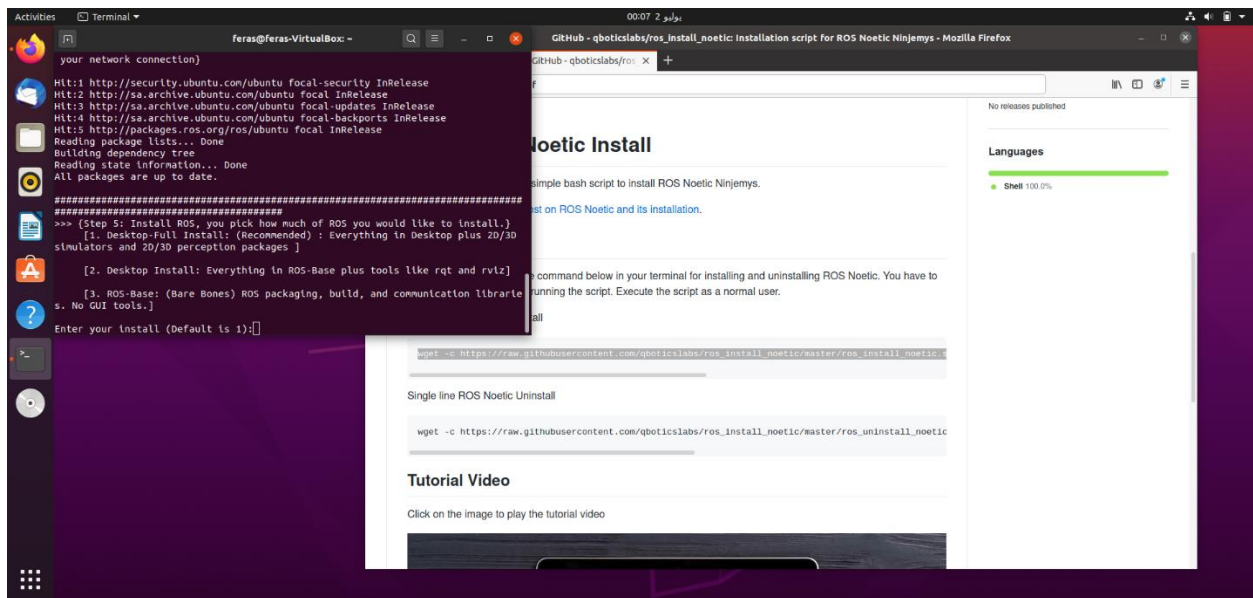 Activities
Terminal
يوليو 2 00:07
feras@feras-VirtualBox: ~
your network connection}
Hit:1 http://security.ubuntu.com/ubuntu focal-security InRelease
Hit:2 http://sa.archive.ubuntu.com/ubuntu focal InRelease
Hit:3 http://sa.archive.ubuntu.com/ubuntu focal-updates InRelease
Hit:4 http://sa.archive.ubuntu.com/ubuntu focal-backports InRelease
Hit:5 http://packages.ros.org/ros/ubuntu focal InRelease
Reading package lists... Done
Building dependency tree
Reading state information... Done
All packages are up to date.
################################################################################
#######################################
>>> {Step 5: Install ROS, you pick how much of ROS you would like to install.}
[1. Desktop-Full Install: (Recommended) : Everything in Desktop plus 2D/3D
simulators and 2D/3D perception packages ]
[2. Desktop Install: Everything in ROS-Base plus tools like rqt and rviz]
[3. ROS-Base: (Bare Bones) ROS packaging, build, and communication librarie
s. No GUI tools.]
Enter your install (Default is 1):
GitHub - qboticslabs/ros_install_noetic: Installation script for ROS Noetic Ninjemys - Mozilla Firefox
GitHub - qboticslabs/ros
Noetic Install
simple bash script to install ROS Noetic Ninjemys.
st on ROS Noetic and its installation.
command below in your terminal for installing and uninstalling ROS Noetic. You have to
running the script. Execute the script as a normal user.
all
wget -c https://raw.githubusercontent.com/qboticslabs/ros_install_noetic/master/ros_install_noetic.s
Single line ROS Noetic Uninstall
wget -c https://raw.githubusercontent.com/qboticslabs/ros_install_noetic/master/ros_uninstall_noetic
Tutorial Video
Click on the image to play the tutorial video
No releases published
Languages
Shell 100.0%